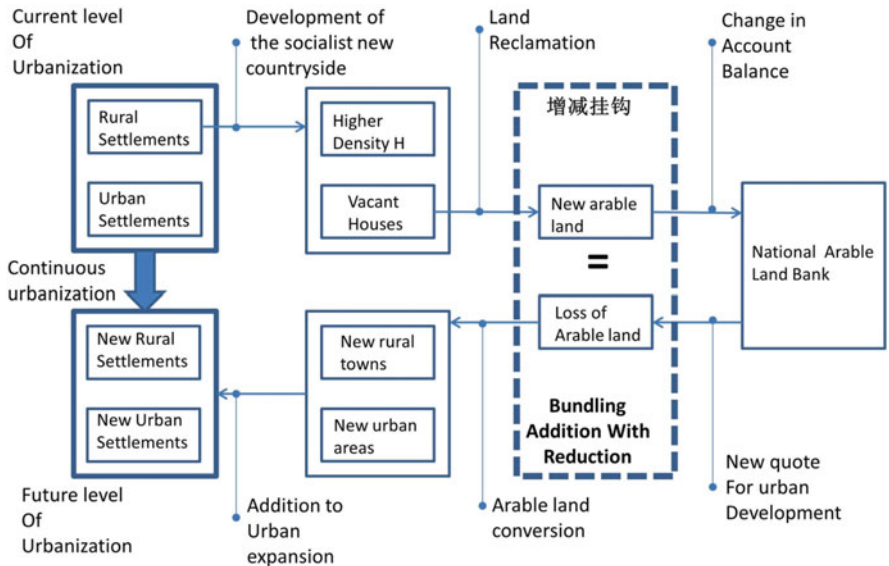 Current level
Of
Urbanization
Development of
the socialist new
countryside
Land
Reclamation
Change in
Account
Balance
Rural
Settlements
Urban
Settlements
Higher
Density H
Vacant
Houses
增减挂钩
New arable
land
=
National Arable
Land Bank
Continuous
urbanization
New Rural
Settlements
New Urban
Settlements
New rural
towns
New urban
areas
Loss of
Arable land
Bundling
Addition With
Reduction
Future level
Of
Urbanization
Addition to
Urban
expansion
Arable land
conversion
New quote
For urban
Development